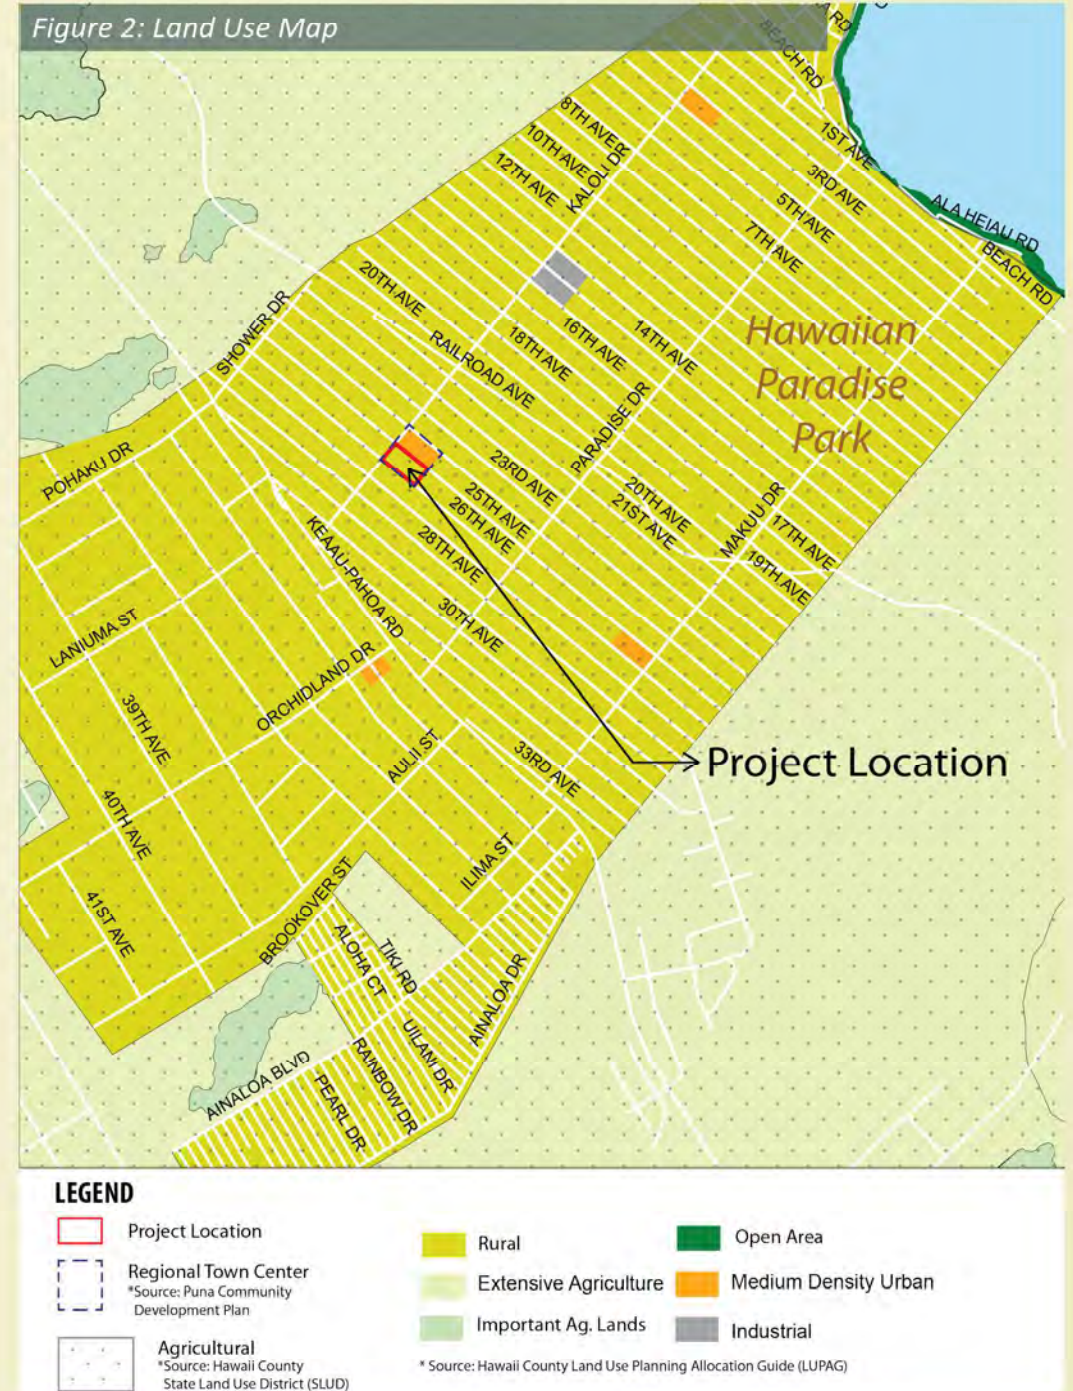 Figure 2: Land Use Map
BEACH RD
8TH AVE
10TH AVE
12TH AVE
KALOLI DR
1ST AVE
3RD AVE
5TH AVE
7TH AVE
ALA HEIAU RD
BEACH RD
20TH AVE
SHOWER DR
RAILROAD AVE
18TH AVE
16TH AVE
14TH AVE
Hawaiian
Paradise
Park
PARADISE DR
POHAKU DR
23RD AVE
25TH AVE
26TH AVE
28TH AVE
20TH AVE
21ST AVE
MAKUU DR
17TH AVE
19TH AVE
KEAAU-PAHOA RD
30TH AVE
LANIUMA ST
ORCHIDLAND DR
39TH AVE
AULII ST
33RD AVE
Project Location
40TH AVE
ILIMA ST
41ST AVE
BROOKOVER ST
ALOHA CT
TIKI RD
AINALOA DR
UILANI DR
RAINBOW DR
AINALOA BLVD
PEARL DR
LEGEND
Project Location
Regional Town Center
*Source: Puna Community
Development Plan
Agricultural
*Source: Hawaii County
State Land Use District (SLUD)
Rural
Extensive Agriculture
Important Ag. Lands
Open Area
Medium Density Urban
Industrial
* Source: Hawaii County Land Use Planning Allocation Guide (LUPAG)